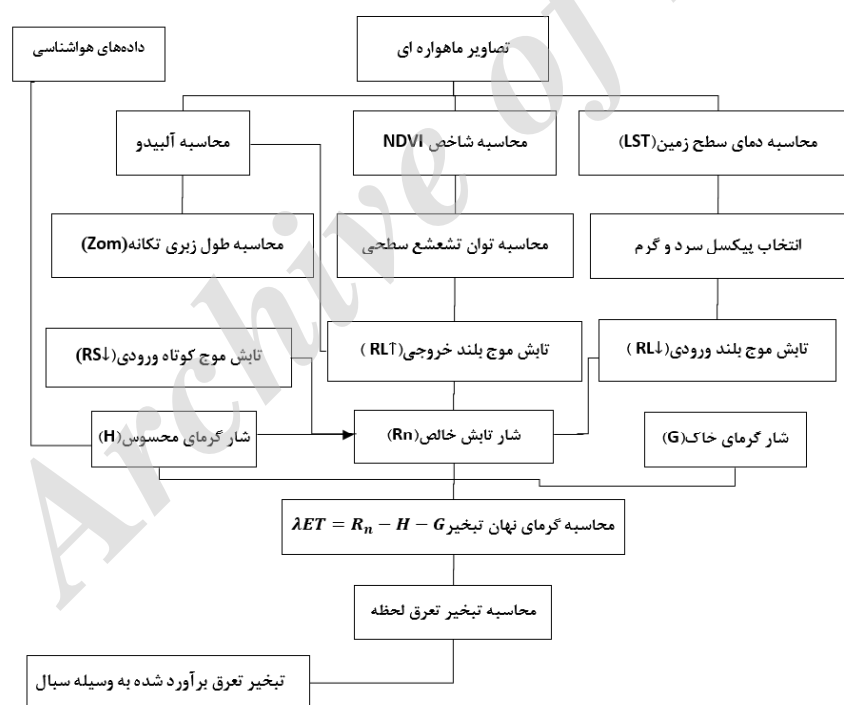 تصاویر ماهواره ای
داده‌های هواشناسی
محاسبه دمای سطح زمین(LST)
محاسبه شاخص NDVI
محاسبه آلبیدو
انتخاب پیکسل سرد و گرم
محاسبه توان تشعشع سطحی
محاسبه طول زبری تکانه(Zom)
تابش موج بلند ورودی(RL↓)
تابش موج بلند خروجی(RL↑)
تابش موج کوتاه ورودی(RS↓)
شار گرمای خاک(G)
شار تابش خالص(Rn)
شار گرمای محسوس(H)
محاسبه گرمای نهان تبخیر λET = Rn − H − G
محاسبه تبخیر تعرق لحظه
تبخیر تعرق برآورد شده به وسیله سبال
Archive of